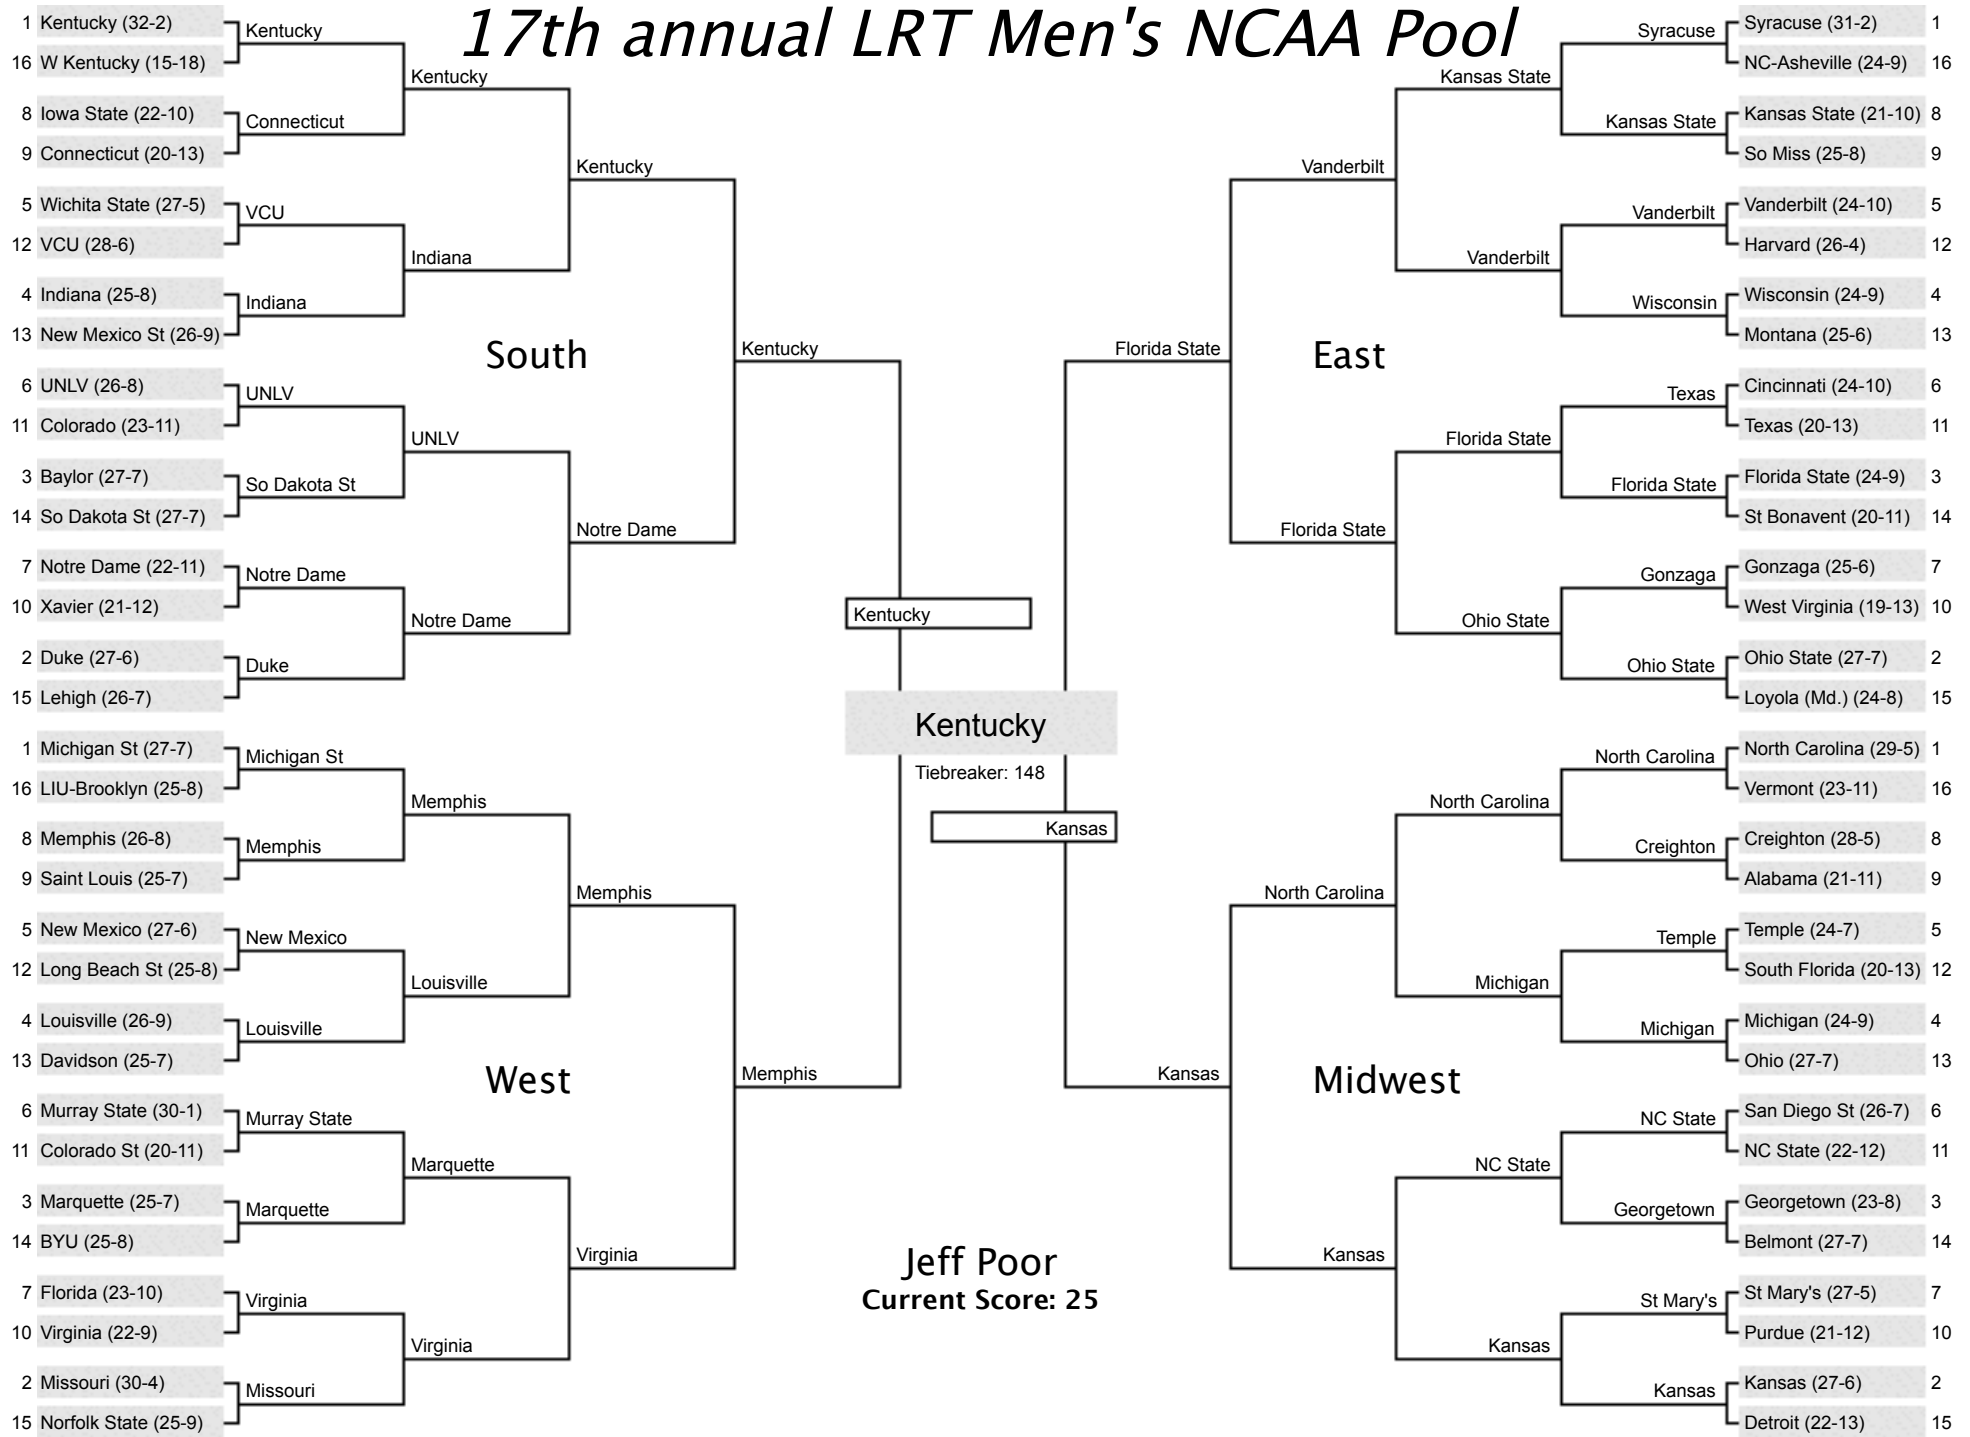 17th annual LRT Men's NCAA Pool
1 Kentucky (32-2)
16 W Kentucky (15-18)
8 Iowa State (22-10)
9 Connecticut (20-13)
5 Wichita State (27-5)
12 VCU (28-6)
4 Indiana (25-8)
13 New Mexico St (26-9)
6 UNLV (26-8)
11 Colorado (23-11)
3 Baylor (27-7)
14 So Dakota St (27-7)
7 Notre Dame (22-11)
10 Xavier (21-12)
2 Duke (27-6)
15 Lehigh (26-7)
Kentucky
Connecticut
VCU
Indiana
UNLV
So Dakota St
Notre Dame
Duke
Kentucky
Indiana
UNLV
Notre Dame
Kentucky
Notre Dame
Kentucky
South
1 Michigan St (27-7)
16 LIU-Brooklyn (25-8)
8 Memphis (26-8)
9 Saint Louis (25-7)
5 New Mexico (27-6)
12 Long Beach St (25-8)
4 Louisville (26-9)
13 Davidson (25-7)
6 Murray State (30-1)
11 Colorado St (20-11)
3 Marquette (25-7)
14 BYU (25-8)
7 Florida (23-10)
10 Virginia (22-9)
2 Missouri (30-4)
15 Norfolk State (25-9)
Michigan St
Memphis
New Mexico
Louisville
Murray State
Marquette
Virginia
Missouri
Memphis
Louisville
Marquette
Virginia
Memphis
Virginia
Memphis
West
Kentucky
Kentucky
Tiebreaker: 148
Kansas
Jeff Poor
Current Score: 25
Syracuse (31-2) 1
NC-Asheville (24-9) 16
Kansas State (21-10) 8
So Miss (25-8) 9
Vanderbilt (24-10) 5
Harvard (26-4) 12
Wisconsin (24-9) 4
Montana (25-6) 13
Cincinnati (24-10) 6
Texas (20-13) 11
Florida State (24-9) 3
St Bonavent (20-11) 14
Gonzaga (25-6) 7
West Virginia (19-13) 10
Ohio State (27-7) 2
Loyola (Md.) (24-8) 15
Syracuse
Kansas State
Vanderbilt
Wisconsin
Texas
Florida State
Gonzaga
Ohio State
Kansas State
Vanderbilt
Florida State
Ohio State
Vanderbilt
Florida State
Florida State
East
North Carolina (29-5) 1
Vermont (23-11) 16
Creighton (28-5) 8
Alabama (21-11) 9
Temple (24-7) 5
South Florida (20-13) 12
Michigan (24-9) 4
Ohio (27-7) 13
San Diego St (26-7) 6
NC State (22-12) 11
Georgetown (23-8) 3
Belmont (27-7) 14
St Mary's (27-5) 7
Purdue (21-12) 10
Kansas (27-6) 2
Detroit (22-13) 15
North Carolina
Creighton
Temple
Michigan
NC State
Georgetown
St Mary's
Kansas
North Carolina
Michigan
NC State
Kansas
North Carolina
Kansas
Kansas
Midwest